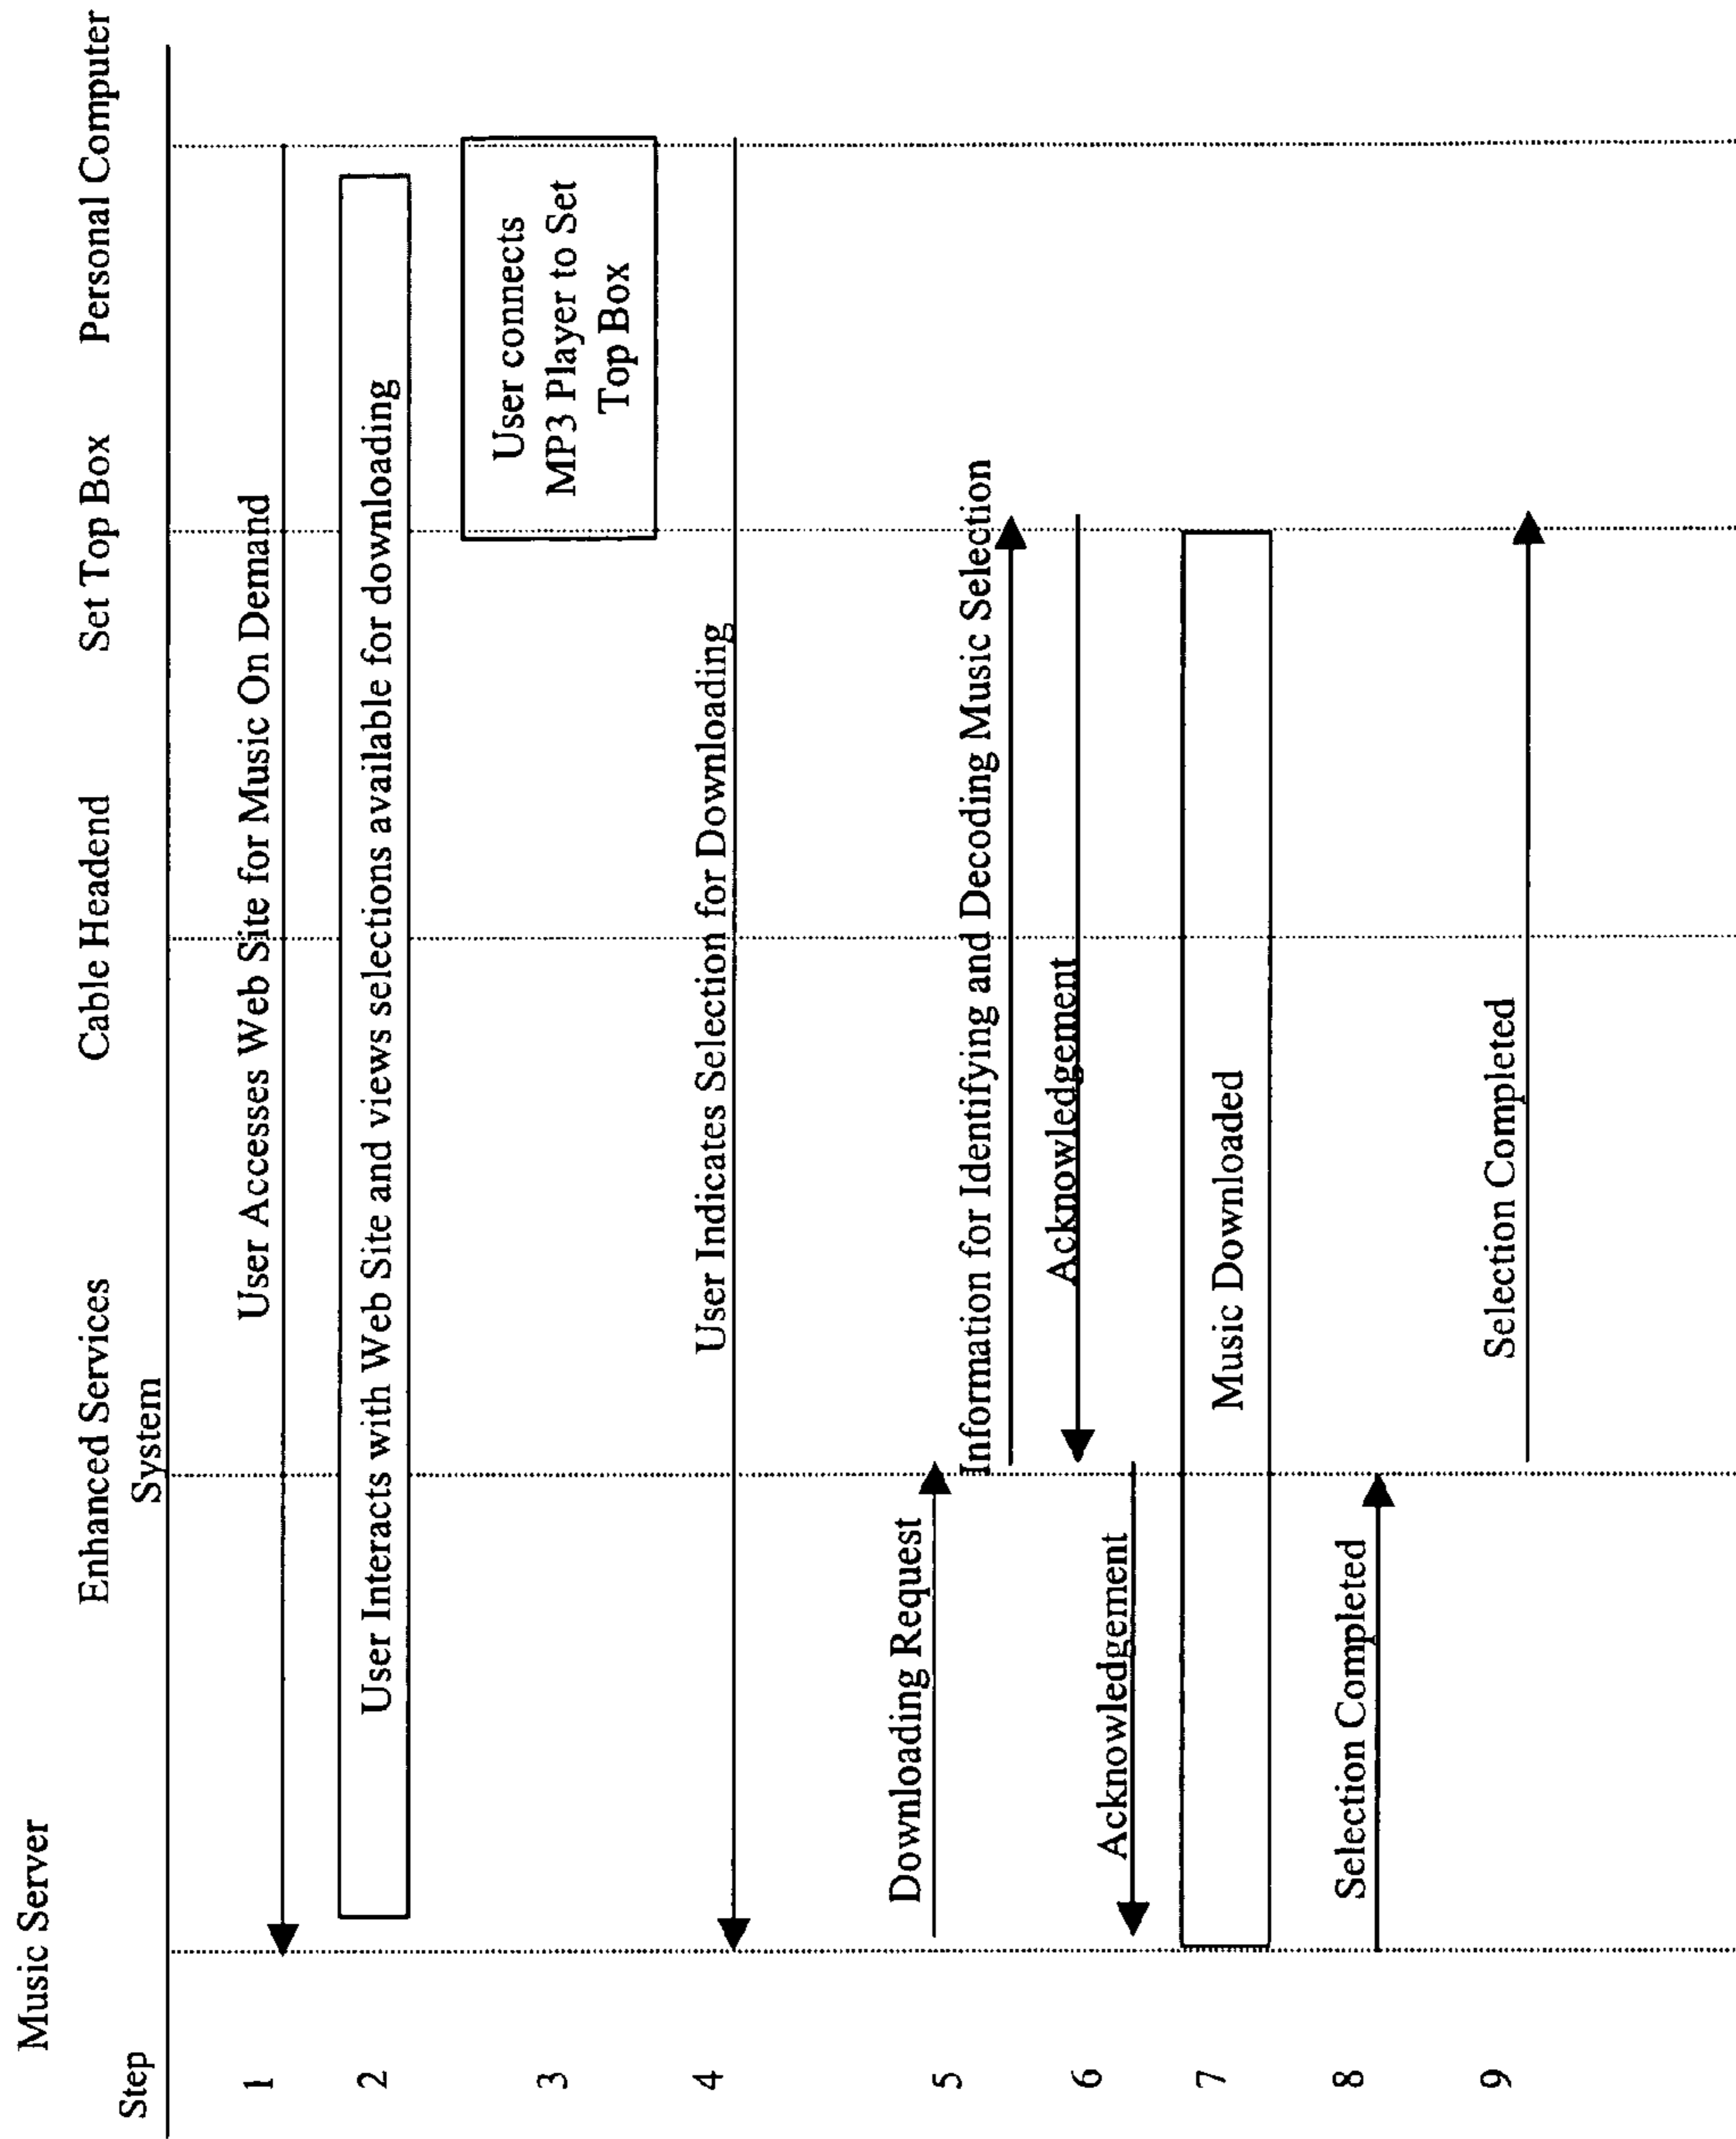 Music Server
Enhanced Services
System
Cable Headend
Set Top Box
Personal Computer
Step
1
User Accesses Web Site for Music On Demand
2
User Interacts with Web Site and views selections available for downloading
3
User connects
MP3 Player to Set
Top Box
4
User Indicates Selection for Downloading
5
Downloading Request
Information for Identifying and Decoding Music Selection
6
Acknowledgement
Acknowledgement
7
Music Downloaded
8
Selection Completed
9
Selection Completed